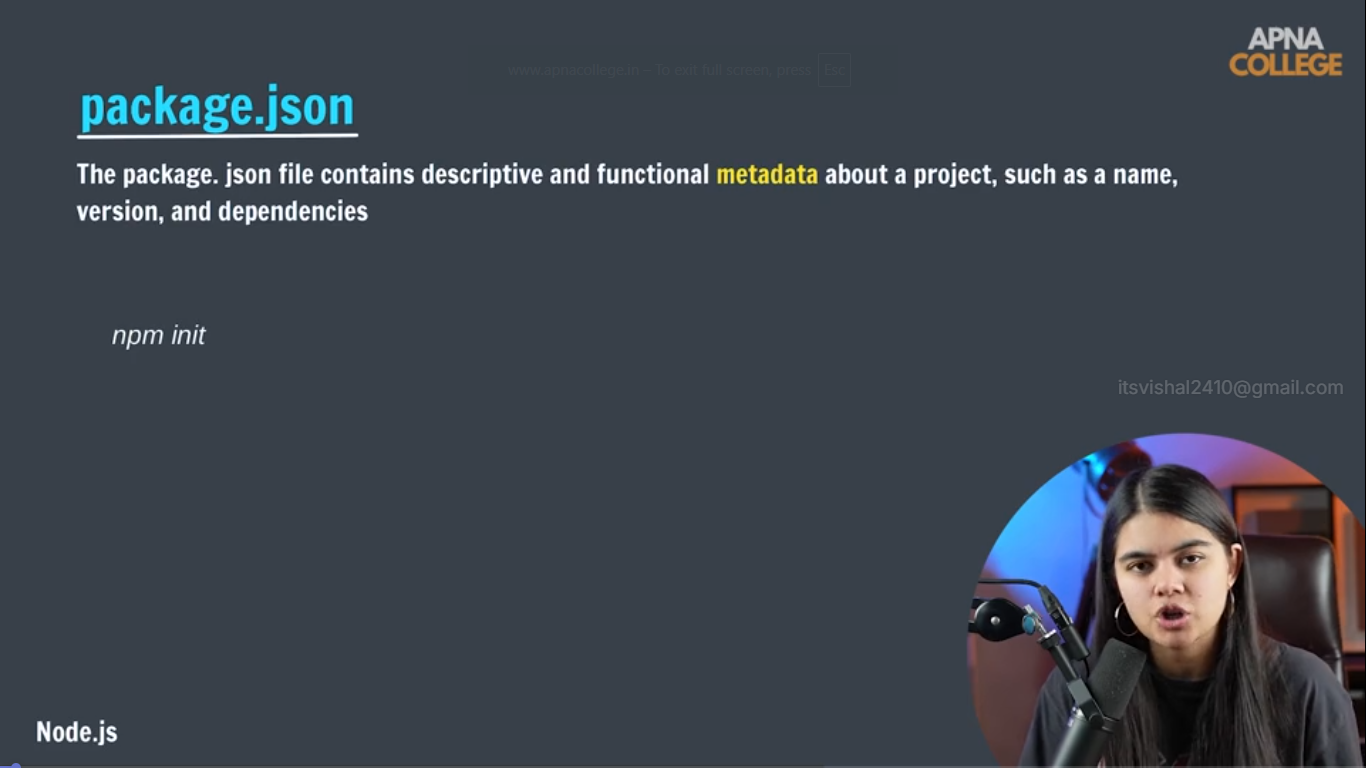 APNA
COLLEGE
www.apnacollege.in – To exit full screen, press Esc
package.json
The package. json file contains descriptive and functional metadata about a project, such as a name,
version, and dependencies
npm init
itsvishal2410@gmail.com
Node.js